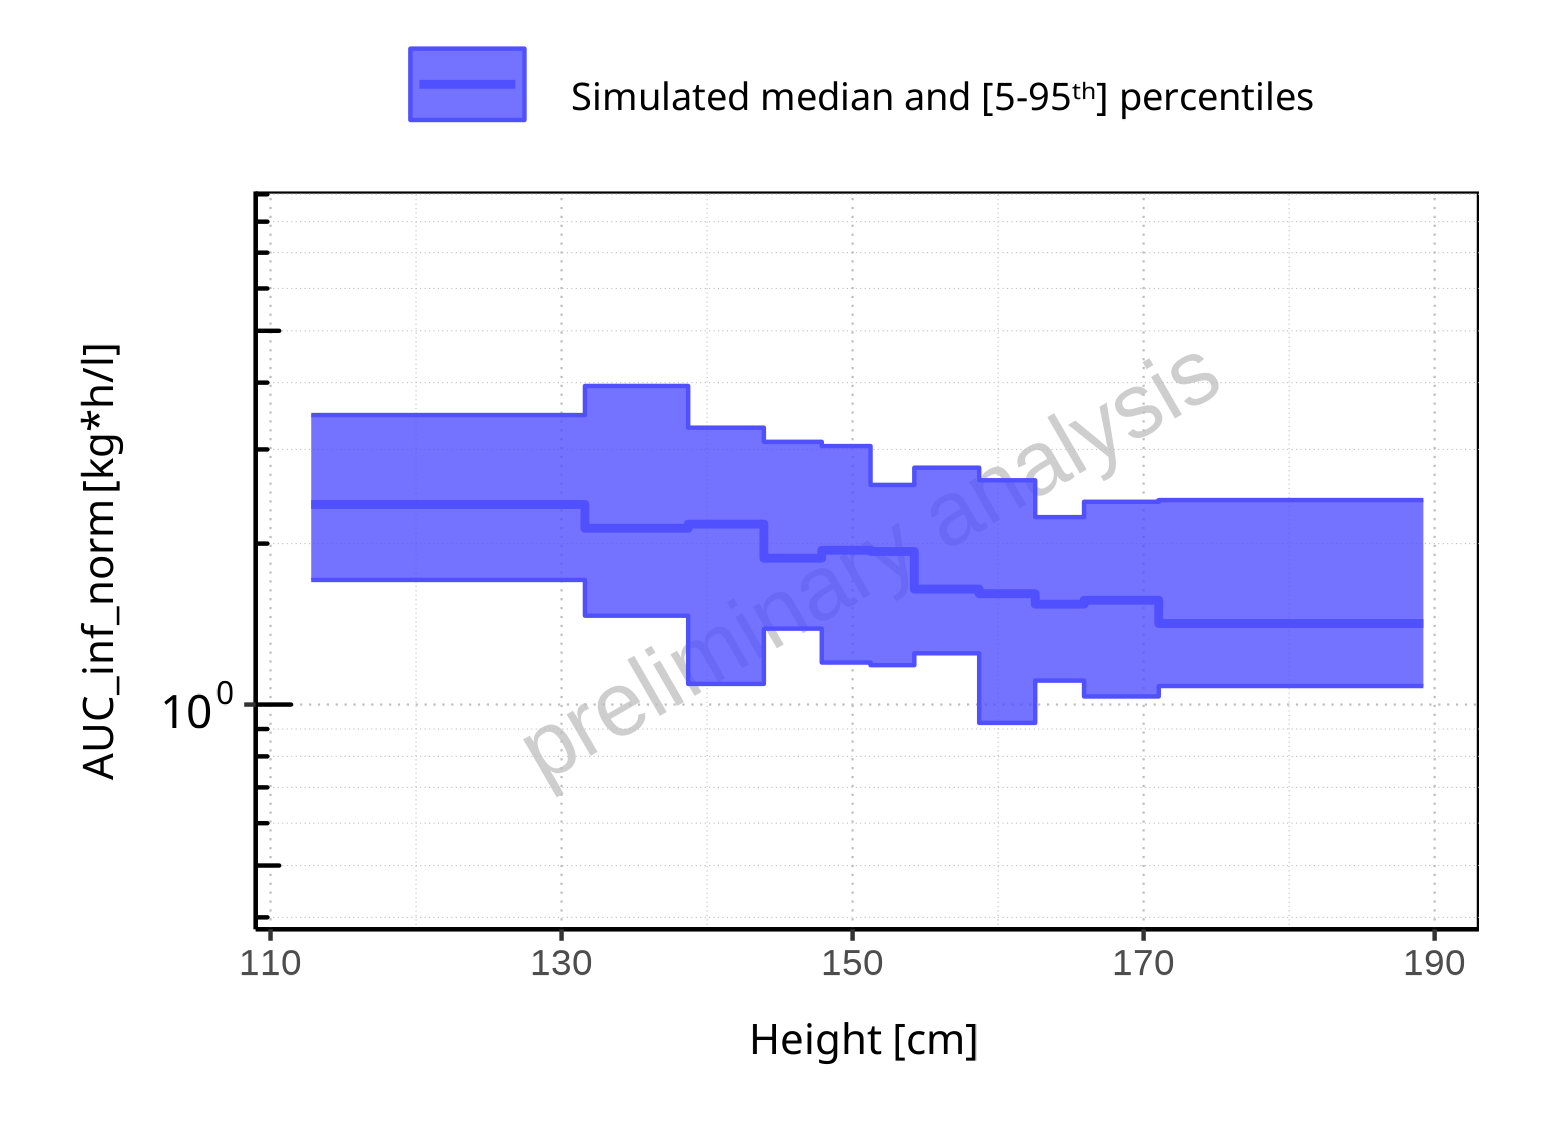 Simulated median and [5-95ᵗʰ] percentiles
AUC_inf_norm [kg*h/l]
10⁰
preliminary analysis
110 130 150 170 190
Height [cm]